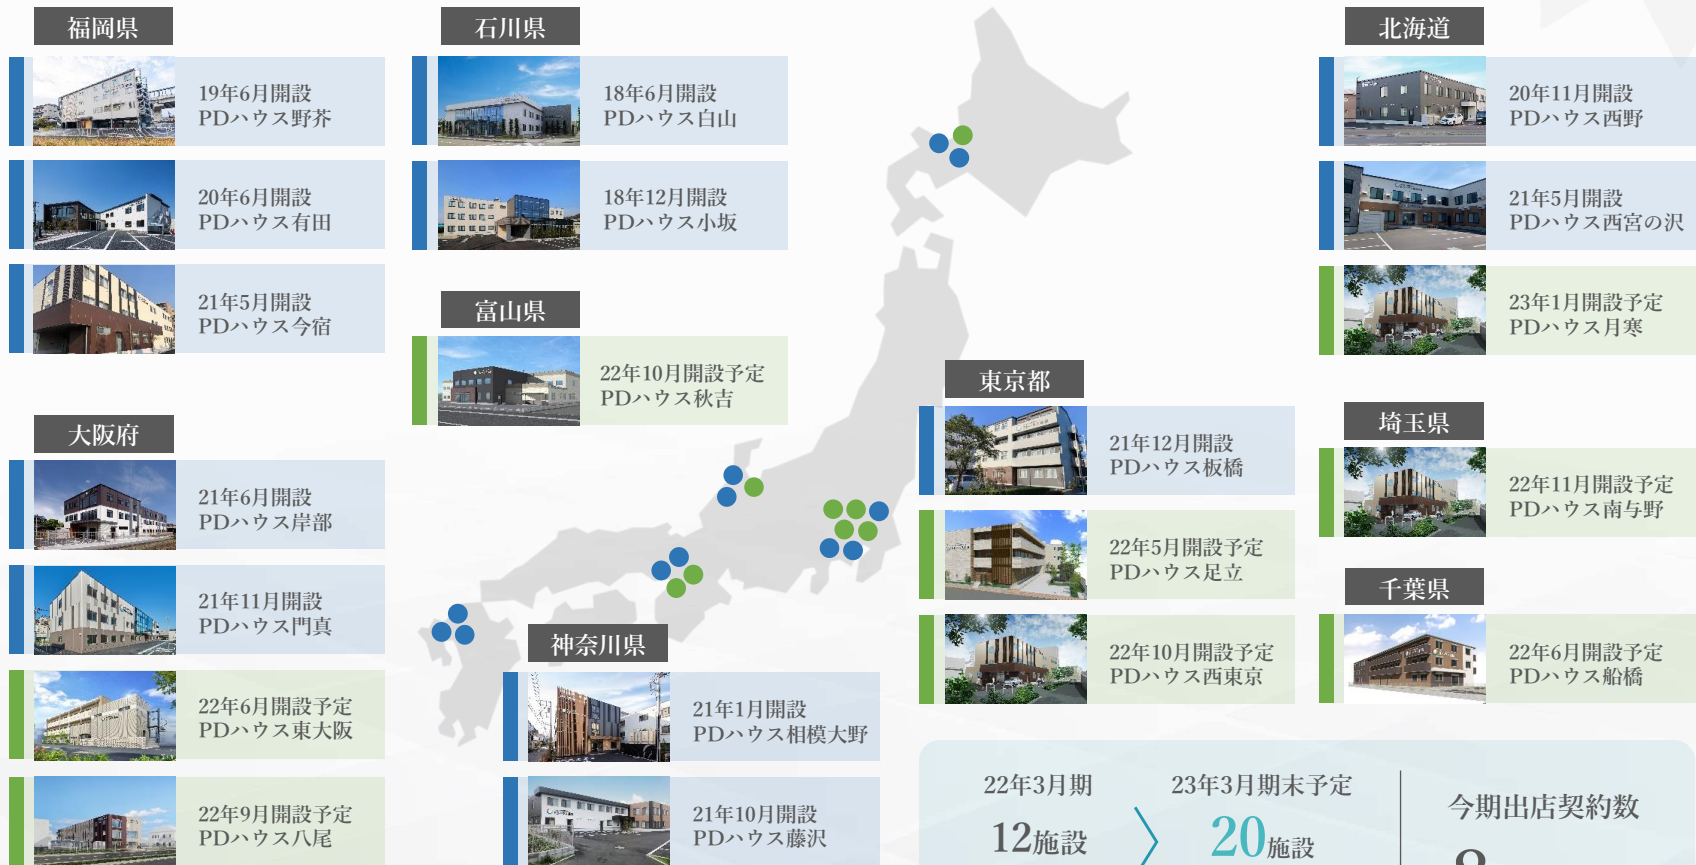 福岡県
19年6月開設
PDハウス野芥
20年6月開設
PDハウス有田
21年5月開設
PDハウス今宿
大阪府
21年6月開設
PDハウス岸部
21年11月開設
PDハウス門真
22年6月開設予定
PDハウス東大阪
22年9月開設予定
PDハウス八尾
石川県
18年6月開設
PDハウス白山
18年12月開設
PDハウス小坂
富山県
22年10月開設予定
PDハウス秋吉
神奈川県
21年1月開設
PDハウス相模大野
21年10月開設
PDハウス藤沢
東京都
21年12月開設
PDハウス板橋
22年5月開設予定
PDハウス足立
22年10月開設予定
PDハウス西東京
北海道
20年11月開設
PDハウス西野
21年5月開設
PDハウス西宮の沢
23年1月開設予定
PDハウス月寒
埼玉県
22年11月開設予定
PDハウス南与野
千葉県
22年6月開設予定
PDハウス船橋
22年3月期
12施設
23年3月期末予定
20施設
今期出店契約数